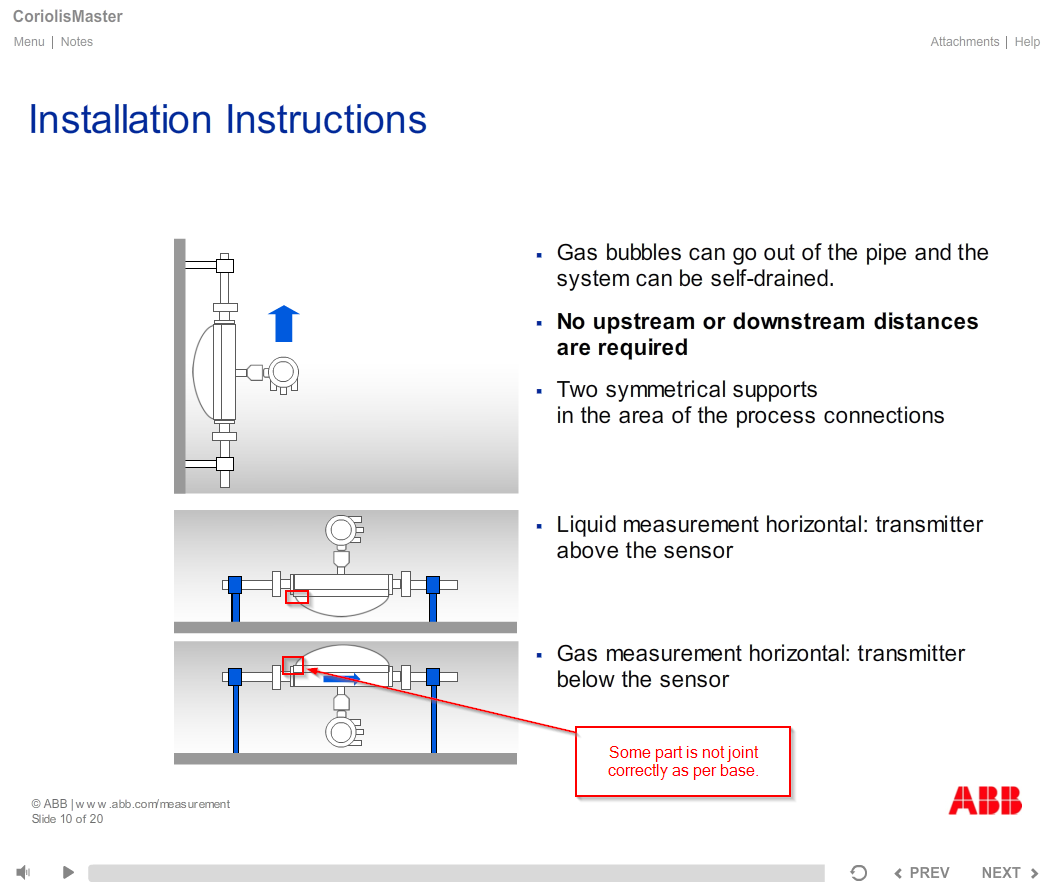 CoriolisMaster
Menu | Notes
Attachments | Help
Installation Instructions
▪ Gas bubbles can go out of the pipe and the
system can be self-drained.
▪ No upstream or downstream distances
are required
▪ Two symmetrical supports
in the area of the process connections
▪ Liquid measurement horizontal: transmitter
above the sensor
▪ Gas measurement horizontal: transmitter
below the sensor
Some part is not joint
correctly as per base.
© ABB | www.abb.com/measurement
Slide 10 of 20
ABB
PREV
NEXT